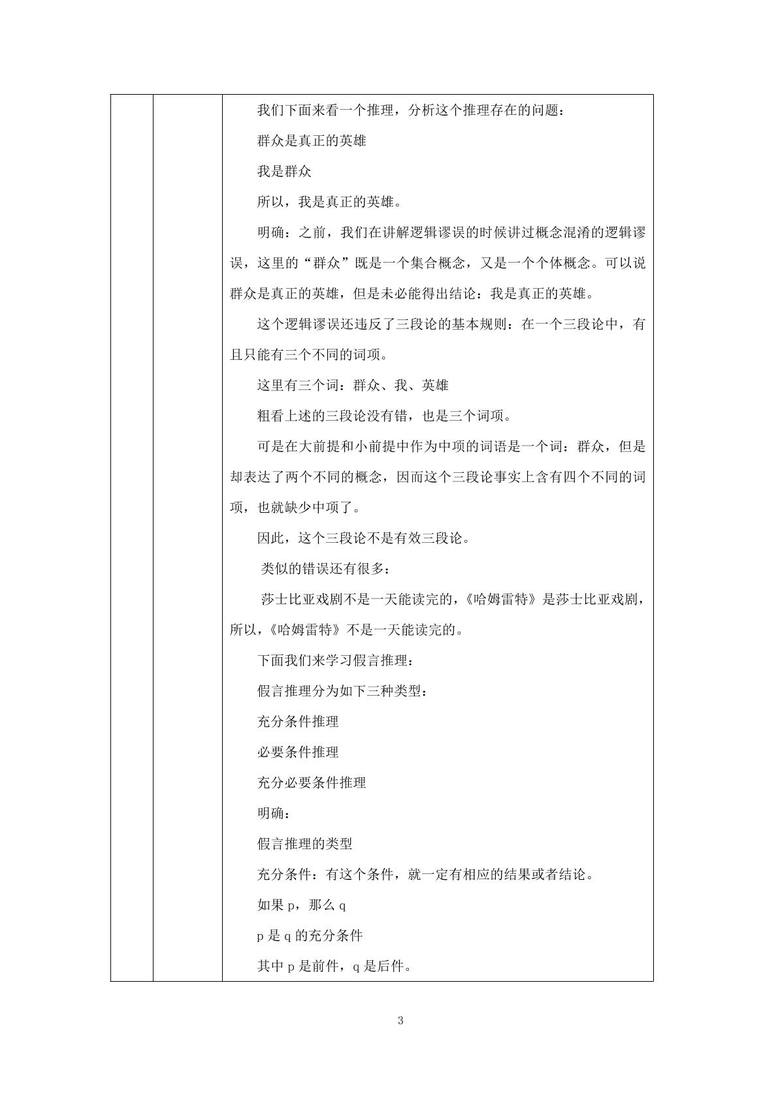 我们下面来看一个推理，分析这个推理存在的问题：
群众是真正的英雄
我是群众
所以，我是真正的英雄。
明确：之前，我们在讲解逻辑谬误的时候讲过概念混淆的逻辑谬
误，这里的“群众”既是一个集合概念，又是一个个体概念。可以说
群众是真正的英雄，但是未必能得出结论：我是真正的英雄。
这个逻辑谬误还违反了三段论的基本规则：在一个三段论中，有
且只能有三个不同的词项。
这里有三个词：群众、我、英雄
粗看上述的三段论没有错，也是三个词项。
可是在大前提和小前提中作为中项的词语是一个词：群众，但是
却表达了两个不同的概念，因而这个三段论事实上含有四个不同的词
项，也就缺少中项了。
因此，这个三段论不是有效三段论。
类似的错误还有很多：
莎士比亚戏剧不是一天能读完的，《哈姆雷特》是莎士比亚戏剧，
所以，《哈姆雷特》不是一天能读完的。
下面我们来学习假言推理：
假言推理分为如下三种类型：
充分条件推理
必要条件推理
充分必要条件推理
明确：
假言推理的类型
充分条件：有这个条件，就一定有相应的结果或者结论。
如果 p，那么 q
p 是 q 的充分条件
其中 p 是前件，q 是后件。
3